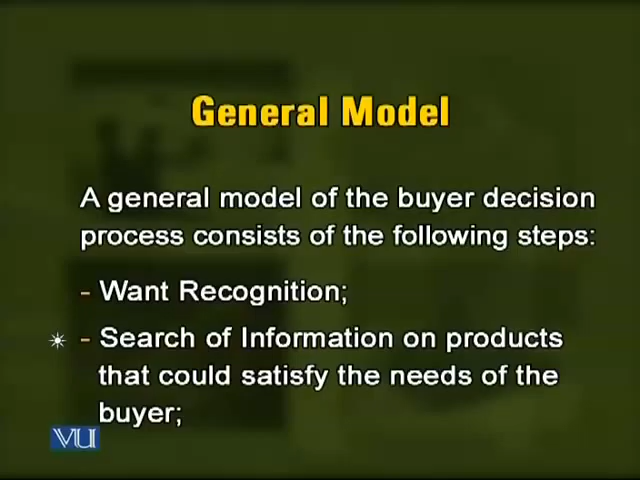 General Model
A general model of the buyer decision
process consists of the following steps:
- Want Recognition;
- Search of Information on products
that could satisfy the needs of the
buyer;
VU